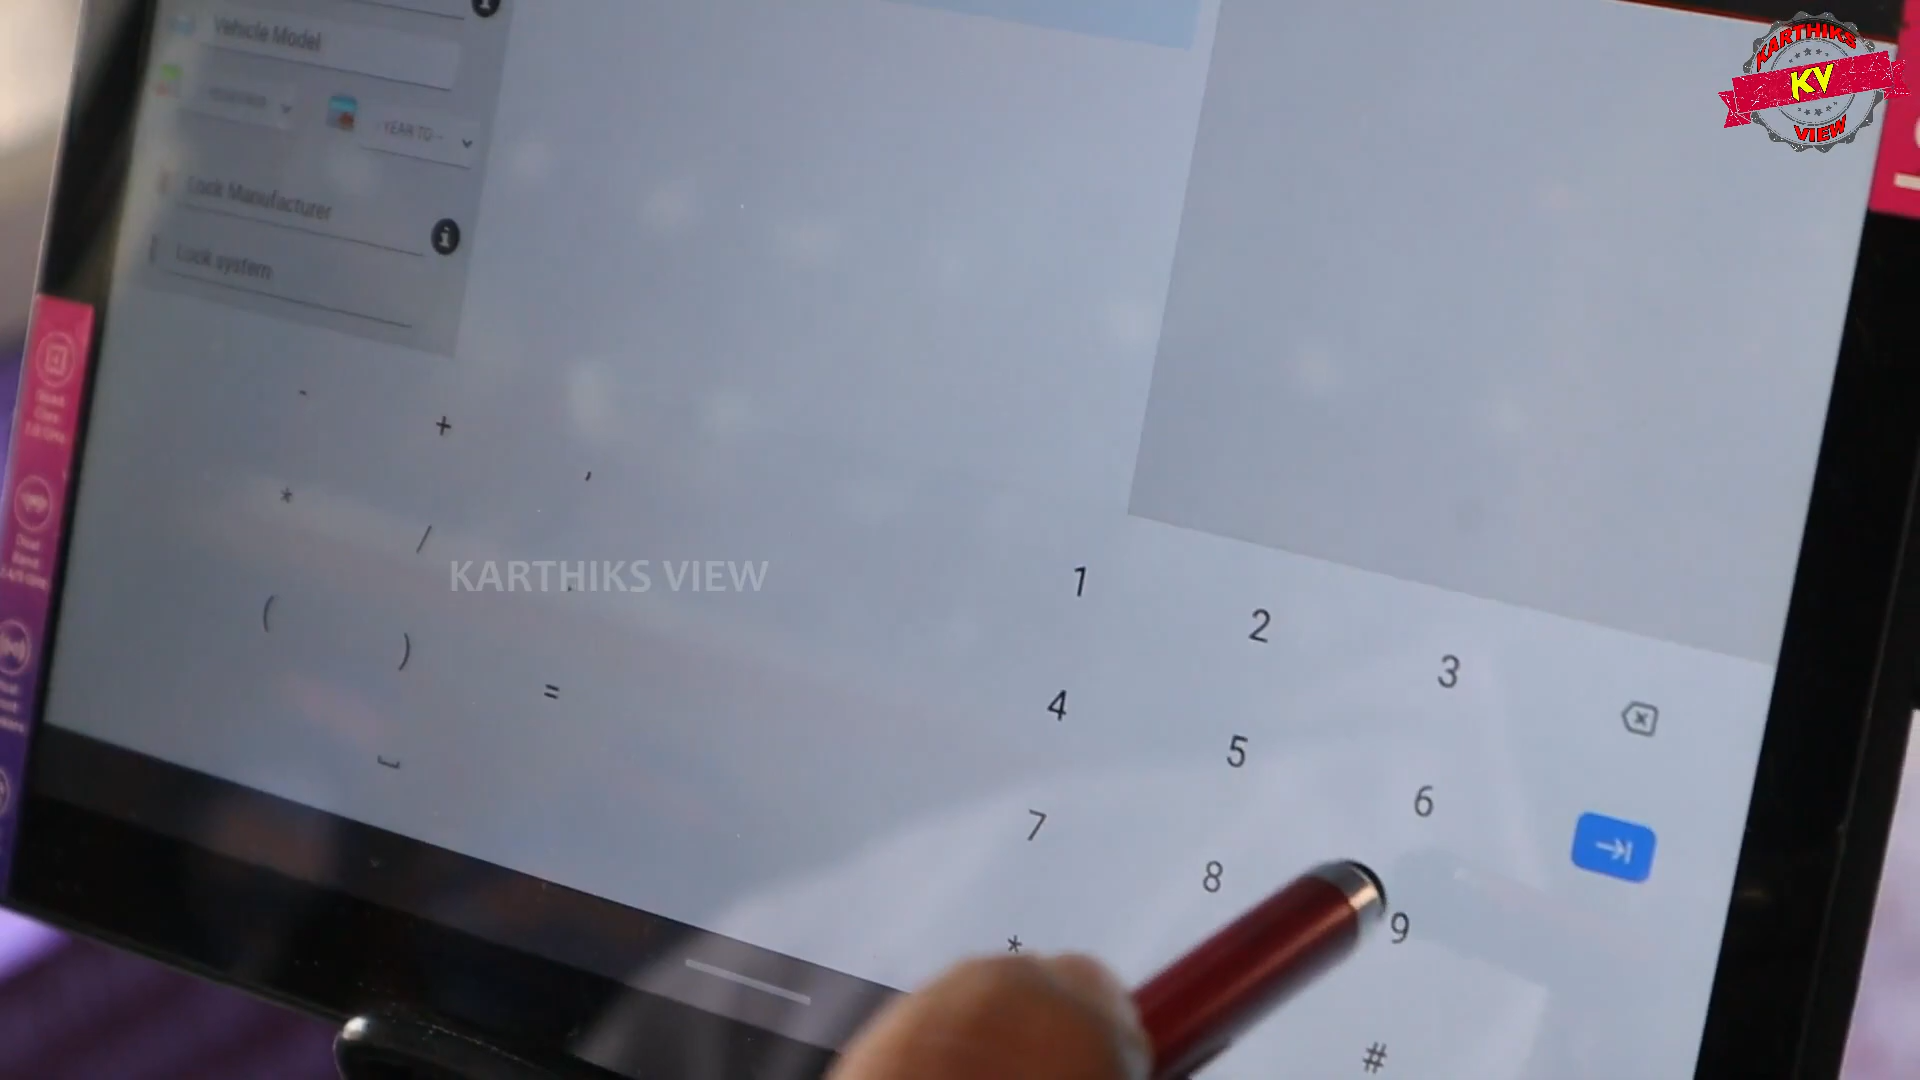 KARTHIKS
KV
VIEW
Vehicle Model
YEAR TO -
Lock Manufacturer
Lock system
- + ,
* / .
( ) =
KARTHIKS VIEW
1 2 3
4 5 6
7 8 9
* #